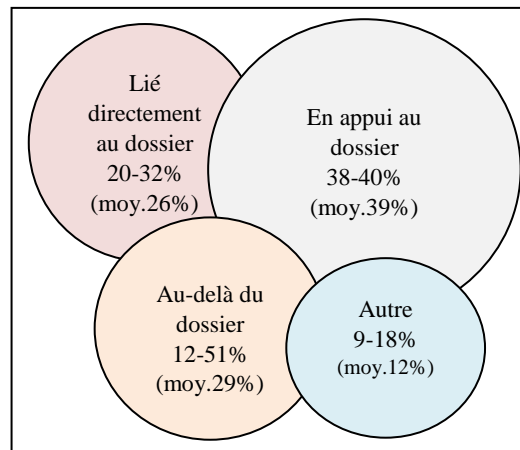 Lié
directement
au dossier
20-32%
(moy.26%)
En appui au
dossier
38-40%
(moy.39%)
Au-delà du
dossier
12-51%
(moy.29%)
Autre
9-18%
(moy.12%)